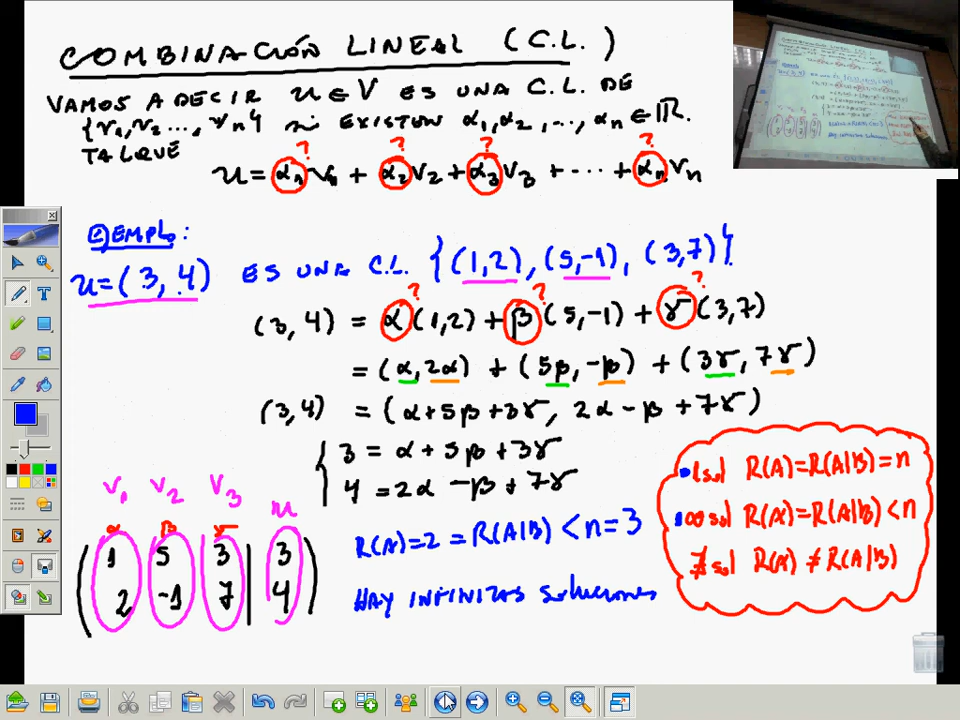 COMBINACIÓN LINEAL (C.L.)
VAMOS A DECIR u ∈ V ES UNA C.L. DE
{v1, v2 ..., vn} si EXISTEN α1, α2, ..., αn ∈ ℝ.
TAL QUE
? ? ? ?
u = α1 v1 + α2 v2 + α3 v3 + ... + αn vn
EJEMPLO:
u = (3, 4) ES UNA C.L. {(1,2), (5,-1), (3,7)}
? ? ?
(3,4) = α(1,2) + β(5,-1) + γ(3,7)
= (α, 2α) + (5β, -β) + (3γ, 7γ)
(3,4) = (α+5β+3γ, 2α-β+7γ)
3 = α+5β+3γ
4 = 2α-β+7γ
v1 v2 v3 u
α β γ
1 5 3 | 3
2 -1 7 | 4
R(A)=2 = R(A|B) < n=3
HAY INFINITAS soluciones
• 1 sol R(A)=R(A|B)=n
• ∞ sol R(A)=R(A|B)<n
∄ sol R(A) ≠ R(A|B)